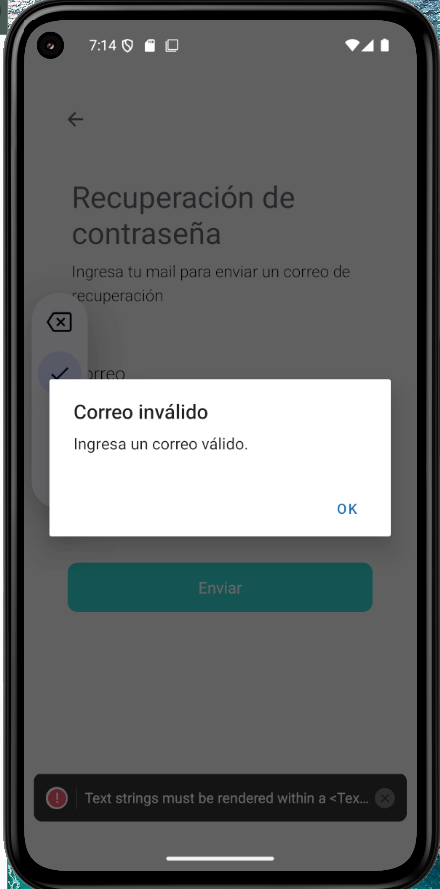 7:14
Recuperación de
contraseña
Ingresa tu mail para enviar un correo de
recuperación
orreo
Correo inválido
Ingresa un correo válido.
OK
Enviar
Text strings must be rendered within a <Tex...